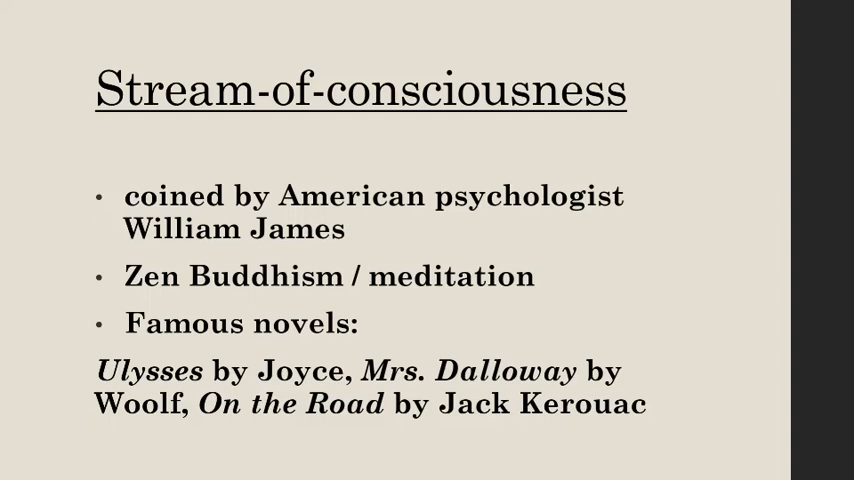 Stream-of-consciousness
• coined by American psychologist
William James
• Zen Buddhism / meditation
• Famous novels:
Ulysses by Joyce, Mrs. Dalloway by
Woolf, On the Road by Jack Kerouac